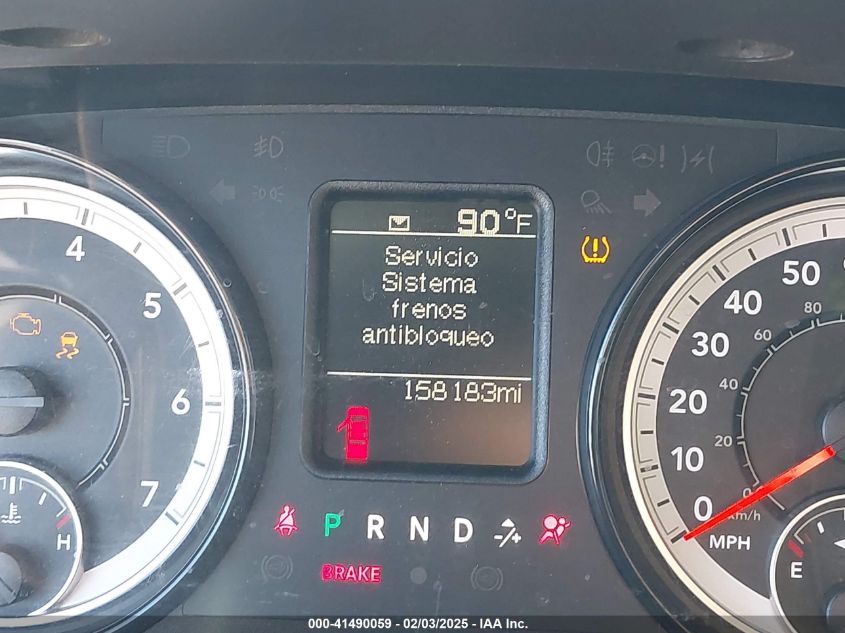 90°F
Servicio
Sistema
frenos
antibloqueo
158183mi
4
5
6
7
H
50
40
30
20
10
0
80
60
40
20
0
km/h
MPH
E
P R N D -/+
BRAKE
000-41490059 / 02/03/2025 - IAA Inc.